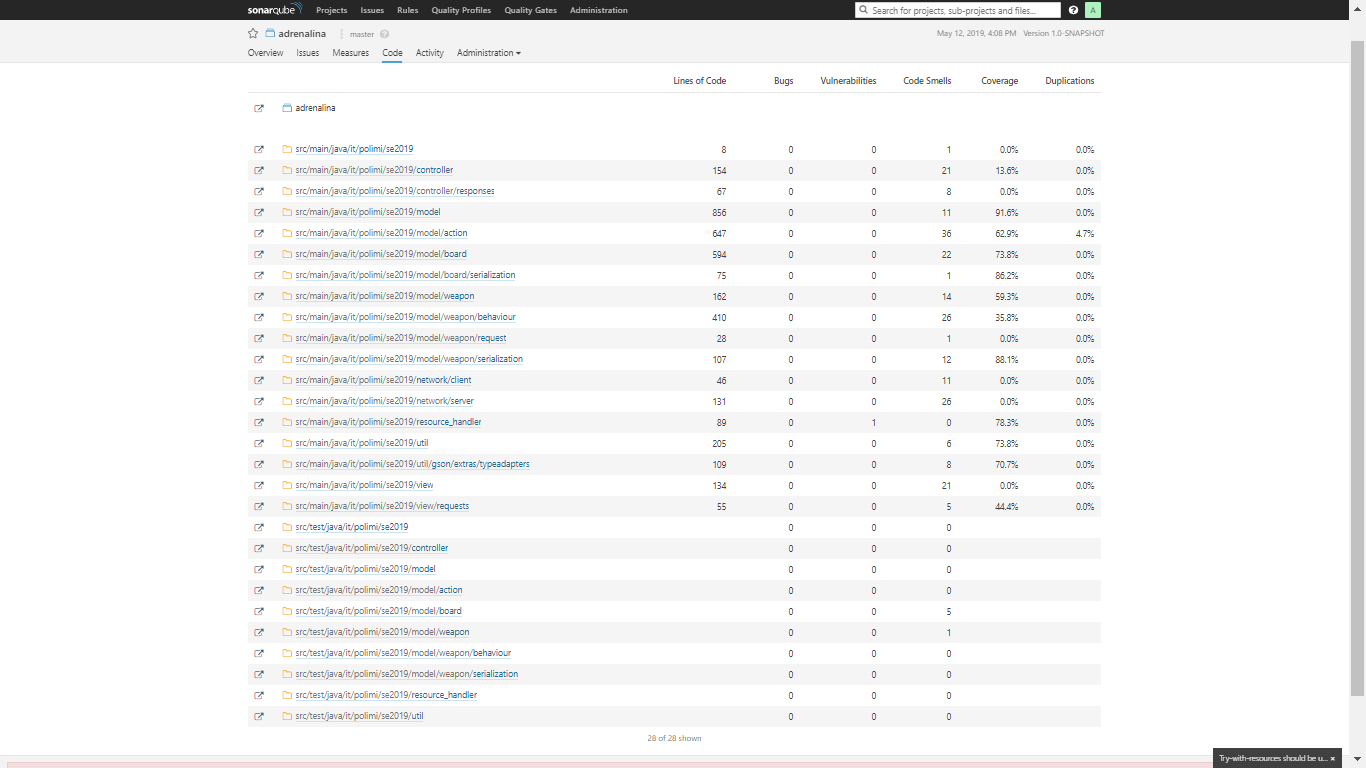 sonarqube Projects Issues Rules Quality Profiles Quality Gates Administration Search for projects, sub-projects and files... ? A
adrenalina master ? May 12, 2019, 4:08 PM Version 1.0-SNAPSHOT
Overview Issues Measures Code Activity Administration
Lines of Code Bugs Vulnerabilities Code Smells Coverage Duplications
adrenalina
src/main/java/it/polimi/se2019 8 0 0 1 0.0% 0.0%
src/main/java/it/polimi/se2019/controller 154 0 0 21 13.6% 0.0%
src/main/java/it/polimi/se2019/controller/responses 67 0 0 8 0.0% 0.0%
src/main/java/it/polimi/se2019/model 856 0 0 11 91.6% 0.0%
src/main/java/it/polimi/se2019/model/action 647 0 0 36 62.9% 4.7%
src/main/java/it/polimi/se2019/model/board 594 0 0 22 73.8% 0.0%
src/main/java/it/polimi/se2019/model/board/serialization 75 0 0 1 86.2% 0.0%
src/main/java/it/polimi/se2019/model/weapon 162 0 0 14 59.3% 0.0%
src/main/java/it/polimi/se2019/model/weapon/behaviour 410 0 0 26 35.8% 0.0%
src/main/java/it/polimi/se2019/model/weapon/request 28 0 0 1 0.0% 0.0%
src/main/java/it/polimi/se2019/model/weapon/serialization 107 0 0 12 88.1% 0.0%
src/main/java/it/polimi/se2019/network/client 46 0 0 11 0.0% 0.0%
src/main/java/it/polimi/se2019/network/server 131 0 0 26 0.0% 0.0%
src/main/java/it/polimi/se2019/resource_handler 89 0 1 0 78.3% 0.0%
src/main/java/it/polimi/se2019/util 205 0 0 6 73.8% 0.0%
src/main/java/it/polimi/se2019/util/gson/extras/typeadapters 109 0 0 8 70.7% 0.0%
src/main/java/it/polimi/se2019/view 134 0 0 21 0.0% 0.0%
src/main/java/it/polimi/se2019/view/requests 55 0 0 5 44.4% 0.0%
src/test/java/it/polimi/se2019 0 0 0
src/test/java/it/polimi/se2019/controller 0 0 0
src/test/java/it/polimi/se2019/model 0 0 0
src/test/java/it/polimi/se2019/model/action 0 0 0
src/test/java/it/polimi/se2019/model/board 0 0 5
src/test/java/it/polimi/se2019/model/weapon 0 0 1
src/test/java/it/polimi/se2019/model/weapon/behaviour 0 0 0
src/test/java/it/polimi/se2019/model/weapon/serialization 0 0 0
src/test/java/it/polimi/se2019/resource_handler 0 0 0
src/test/java/it/polimi/se2019/util 0 0 0
28 of 28 shown
Try-with-resources should be u... ×